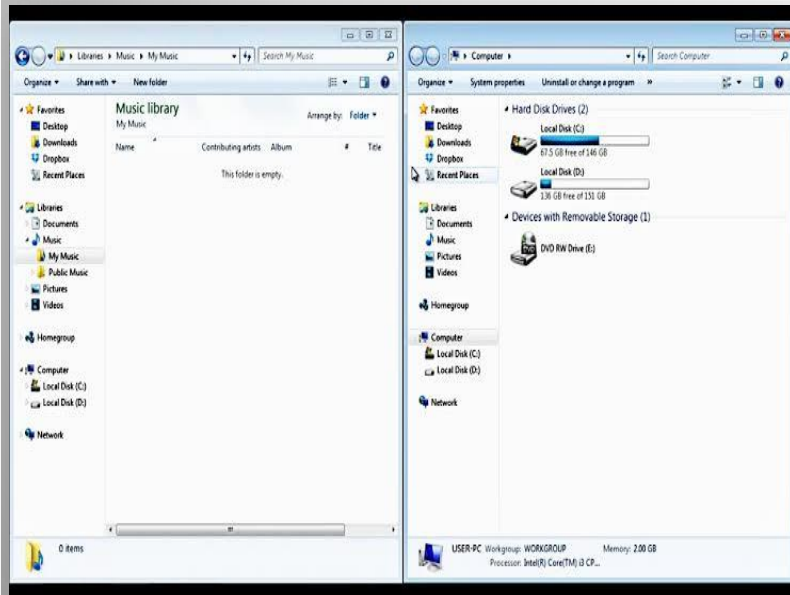 Libraries Music My Music
Search My Music
Organize Share with New folder
Favorites
Desktop
Downloads
Dropbox
Recent Places
Libraries
Documents
Music
My Music
Public Music
Pictures
Videos
Homegroup
Computer
Local Disk (C:)
Local Disk (D:)
Network
Music library
My Music
Arrange by: Folder
Name Contributing artists Album # Title
This folder is empty.
0 items
Computer
Search Computer
Organize System properties Uninstall or change a program »
Favorites
Desktop
Downloads
Dropbox
Recent Places
Libraries
Documents
Music
Pictures
Videos
Homegroup
Computer
Local Disk (C:)
Local Disk (D:)
Network
Hard Disk Drives (2)
Local Disk (C:)
67.5 GB free of 146 GB
Local Disk (D:)
136 GB free of 151 GB
Devices with Removable Storage (1)
DVD RW Drive (E:)
USER-PC Workgroup: WORKGROUP Memory: 2.00 GB
Processor: Intel(R) Core(TM) i3 CP...